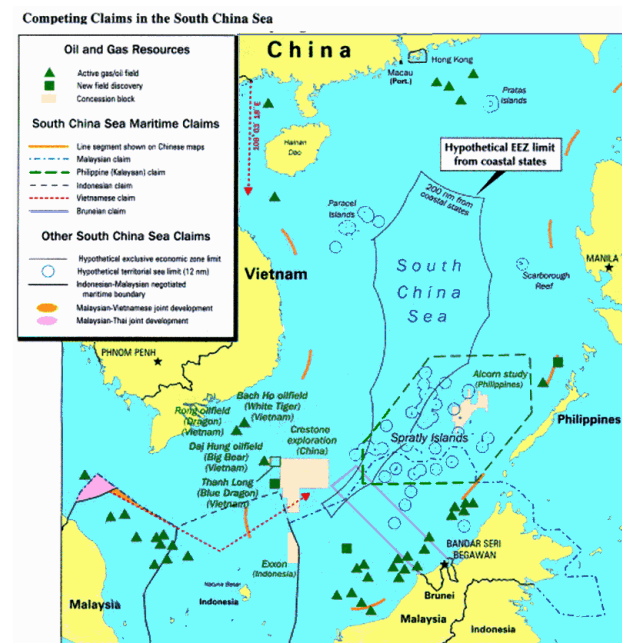 Competing Claims in the South China Sea
Oil and Gas Resources
Active gas/oil field
New field discovery
Concession block
South China Sea Maritime Claims
Line segment shown on Chinese maps
Malaysian claim
Philippine (Kalayaan) claim
Indonesian claim
Vietnamese claim
Bruneian claim
Other South China Sea Claims
Hypothetical exclusive economic zone limit
Hypothetical territorial sea limit (12 nm)
Indonesian-Malaysian negotiated
maritime boundary
Malaysian-Vietnamese joint development
Malaysian-Thai joint development
China
Macau
(Port.)
Hong Kong
Pratas
Islands
Hainan
Dao
Hypothetical EEZ limit
from coastal states
200 nm from
coastal states
Paracel
Islands
Vietnam
South
China
Sea
MANILA
Scarborough
Reef
PHNOM PENH
Alcorn study
(Philippines)
Bach Ho oilfield
(White Tiger)
(Vietnam)
Rong oilfield
(Dragon)
(Vietnam)
Crestone
exploration
(China)
Dai Hung oilfield
(Big Bear)
(Vietnam)
Thanh Long
(Blue Dragon)
(Vietnam)
Spratly Islands
Philippines
Exxon
(Indonesia)
BANDAR SERI
BEGAWAN
Natuna Besar
Malaysia
Indonesia
Brunei
Malaysia
Indonesia